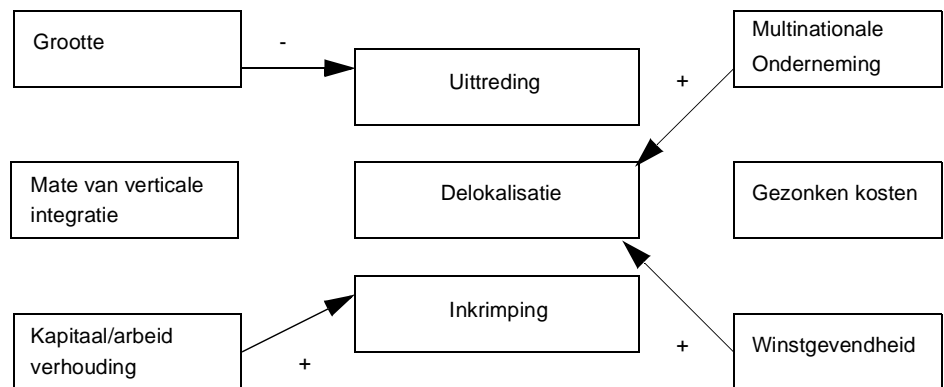 Grootte
-
Uittreding
+
Multinationale
Onderneming
Mate van verticale
integratie
Delokalisatie
Gezonken kosten
Kapitaal/arbeid
verhouding
+
Inkrimping
+
Winstgevendheid